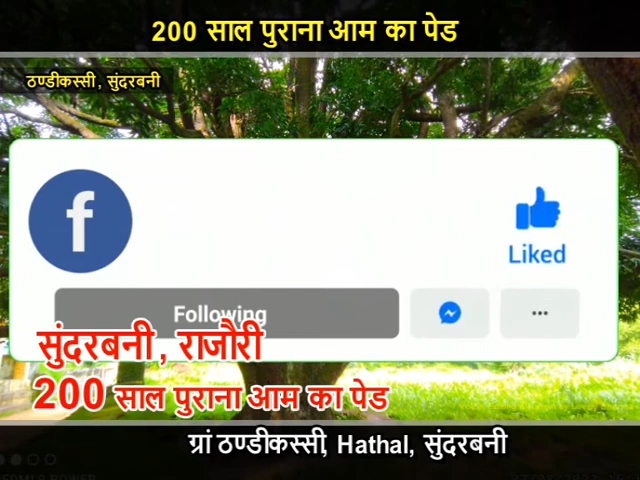 200 साल पुराना आम का पेड
ठण्डीकस्सी, सुंदरबनी
f
Liked
Following
सुंदरबनी, राजौरी
200 साल पुराना आम का पेड
ग्रां ठण्डीकस्सी, Hathal, सुंदरबनी